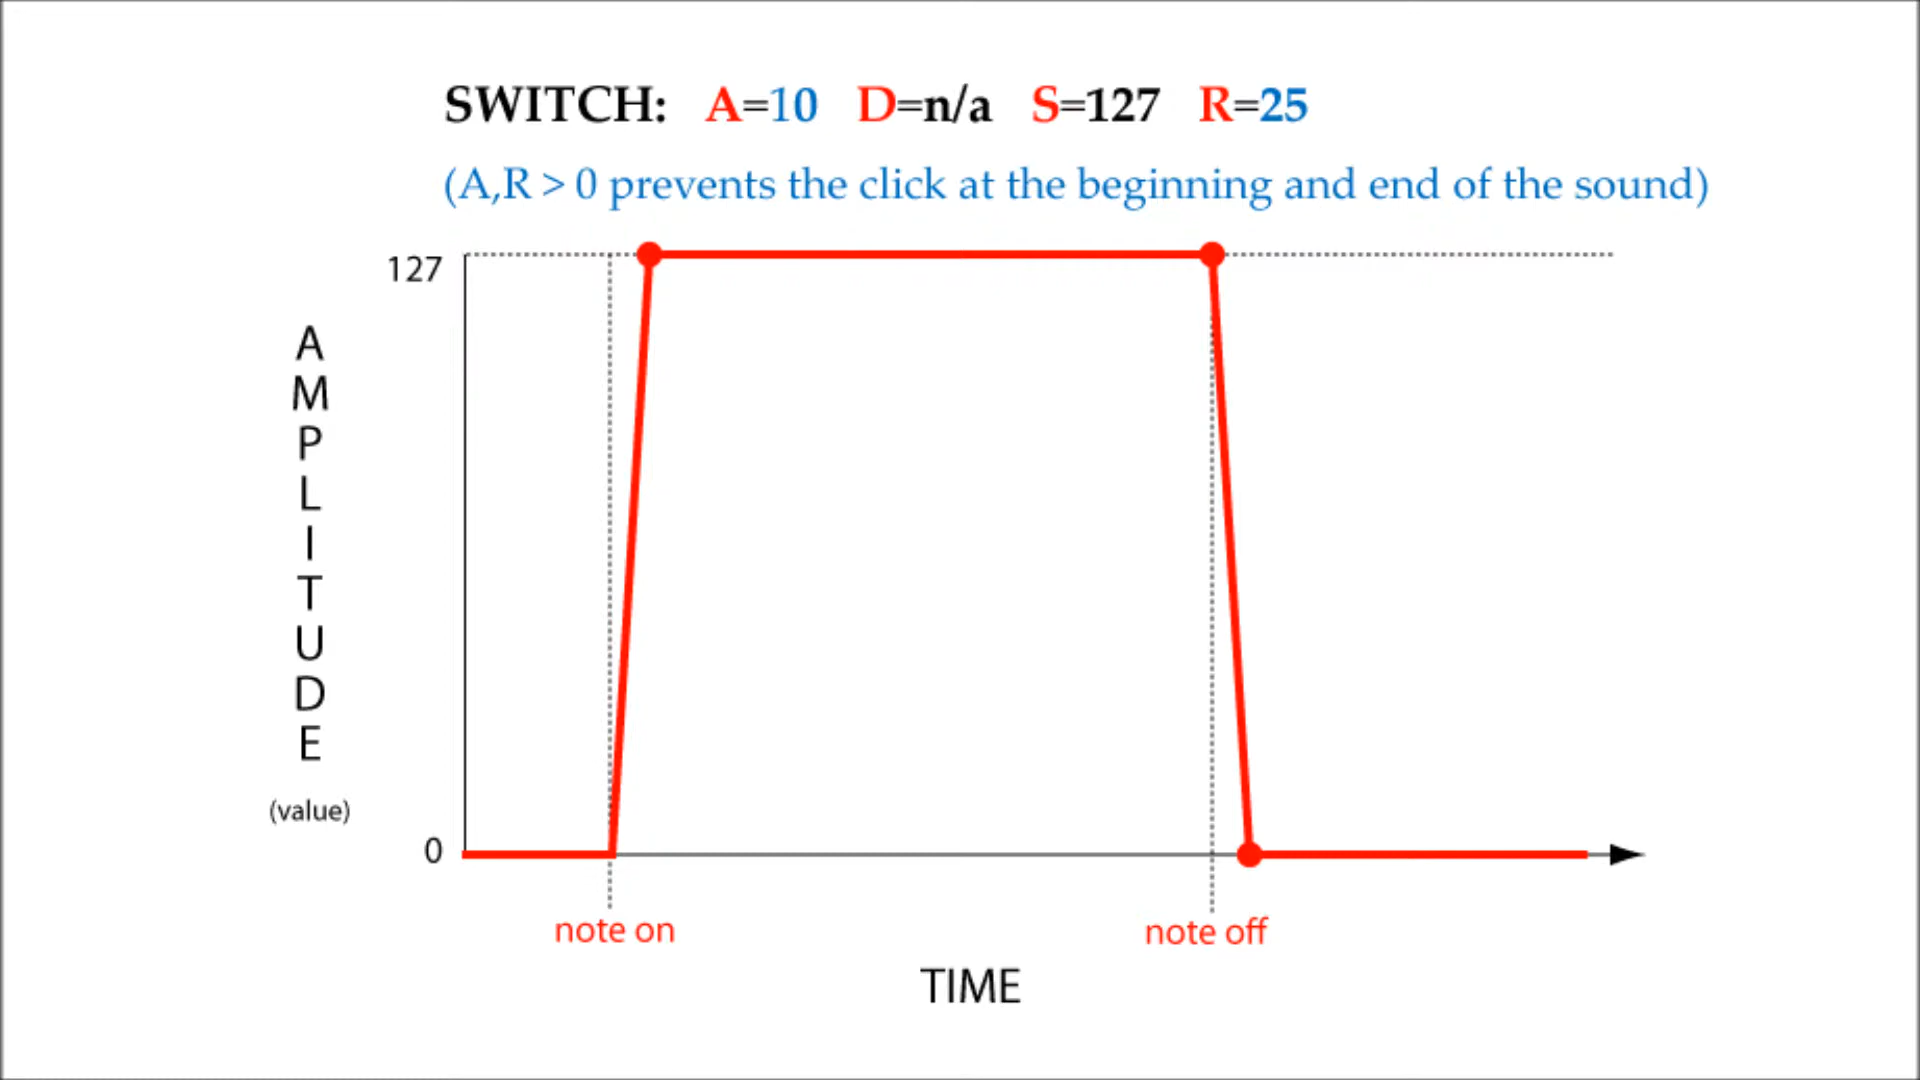 SWITCH: A=10 D=n/a S=127 R=25
(A,R > 0 prevents the click at the beginning and end of the sound)
127
AMPLITUDE
(value)
0
note on
note off
TIME